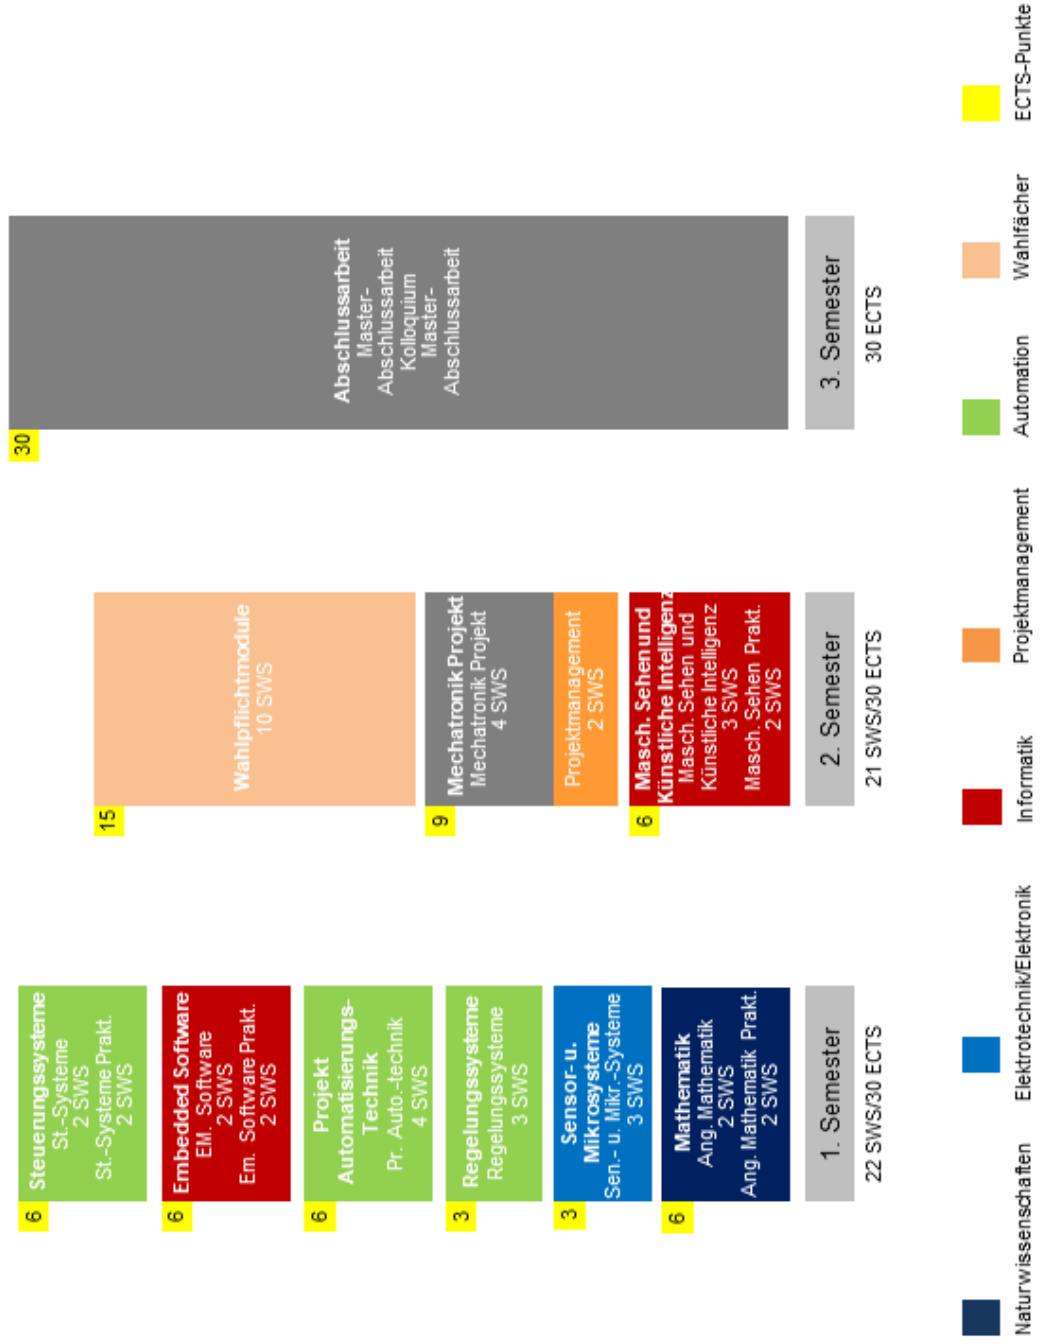 6
Steuerungssysteme
St.-Systeme
2 SWS
St.-Systeme Prakt.
2 SWS
6
Embedded Software
EM. Software
2 SWS
Em. Software Prakt.
2 SWS
6
Projekt
Automatisierungs-
Technik
Pr. Auto.-technik
4 SWS
3
Regelungssysteme
Regelungssysteme
3 SWS
3
Sensor- u.
Mikrosysteme
Sen.- u. Mikr.-Systeme
3 SWS
6
Mathematik
Ang. Mathematik
2 SWS
Ang. Mathematik Prakt.
2 SWS
1. Semester
22 SWS/30 ECTS
15
Wahlpflichtmodule
10 SWS
9
Mechatronik Projekt
Mechatronik Projekt
4 SWS
Projektmanagement
2 SWS
6
Masch. Sehen und
Künstliche Intelligenz
Masch. Sehen und
Künstliche Intelligenz
3 SWS
Masch. Sehen Prakt.
2 SWS
2. Semester
21 SWS/30 ECTS
30
Abschlussarbeit
Master-
Abschlussarbeit
Kolloquium
Master-
Abschlussarbeit
3. Semester
30 ECTS
Naturwissenschaften
Elektrotechnik/Elektronik
Informatik
Projektmanagement
Automation
Wahlfächer
ECTS-Punkte